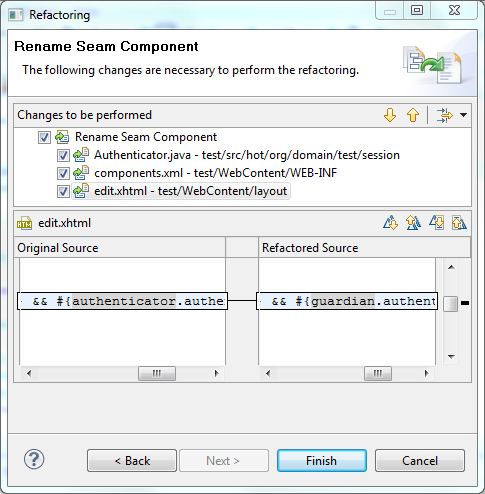 Refactoring
Rename Seam Component
The following changes are necessary to perform the refactoring.
Changes to be performed
Rename Seam Component
Authenticator.java - test/src/hot/org/domain/test/session
components.xml - test/WebContent/WEB-INF
edit.xhtml - test/WebContent/layout
edit.xhtml
Original Source Refactored Source
&& #{authenticator.authe && #{guardian.authent
< Back Next > Finish Cancel